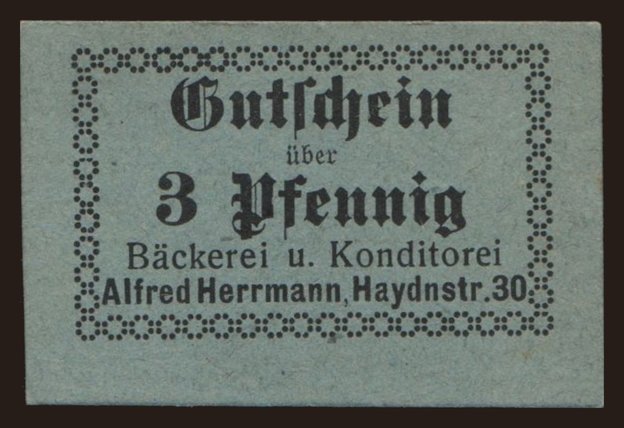 Gutſchein
über
3 Pfennig
Bäckerei u. Konditorei
Alfred Herrmann, Haydnstr. 30